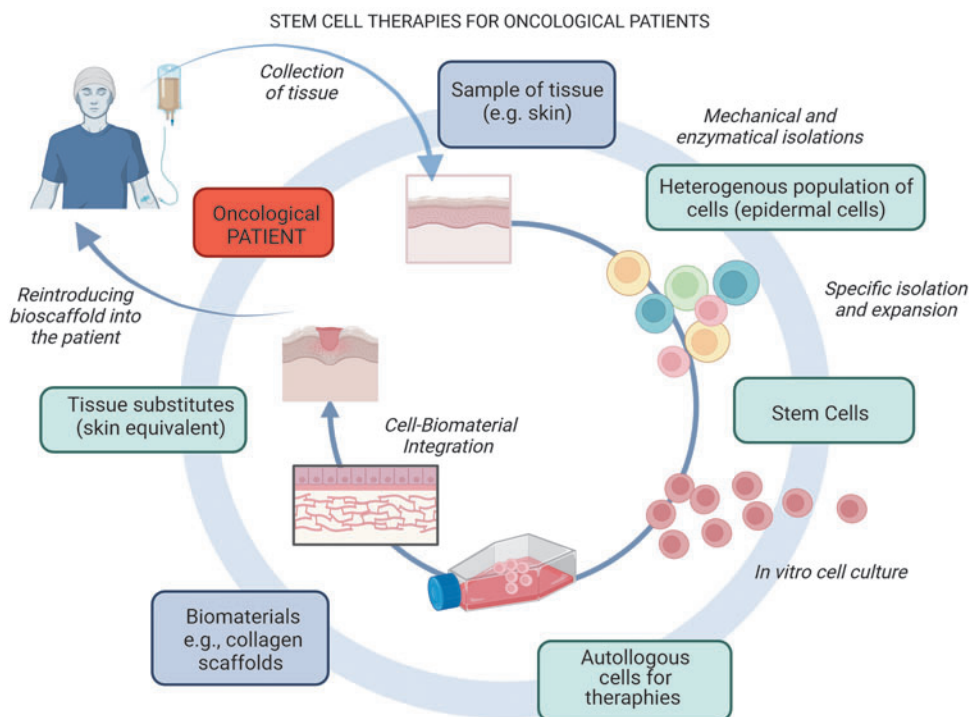 STEM CELL THERAPIES FOR ONCOLOGICAL PATIENTS
Collection
of tissue
Sample of tissue
(e.g. skin)
Mechanical and
enzymatical isolations
Heterogenous population of
cells (epidermal cells)
Oncological
PATIENT
Specific isolation
and expansion
Reintroducing
bioscaffold into
the patient
Stem Cells
Tissue substitutes
(skin equivalent)
Cell-Biomaterial
Integration
In vitro cell culture
Biomaterials
e.g., collagen
scaffolds
Autollogous
cells for
theraphies